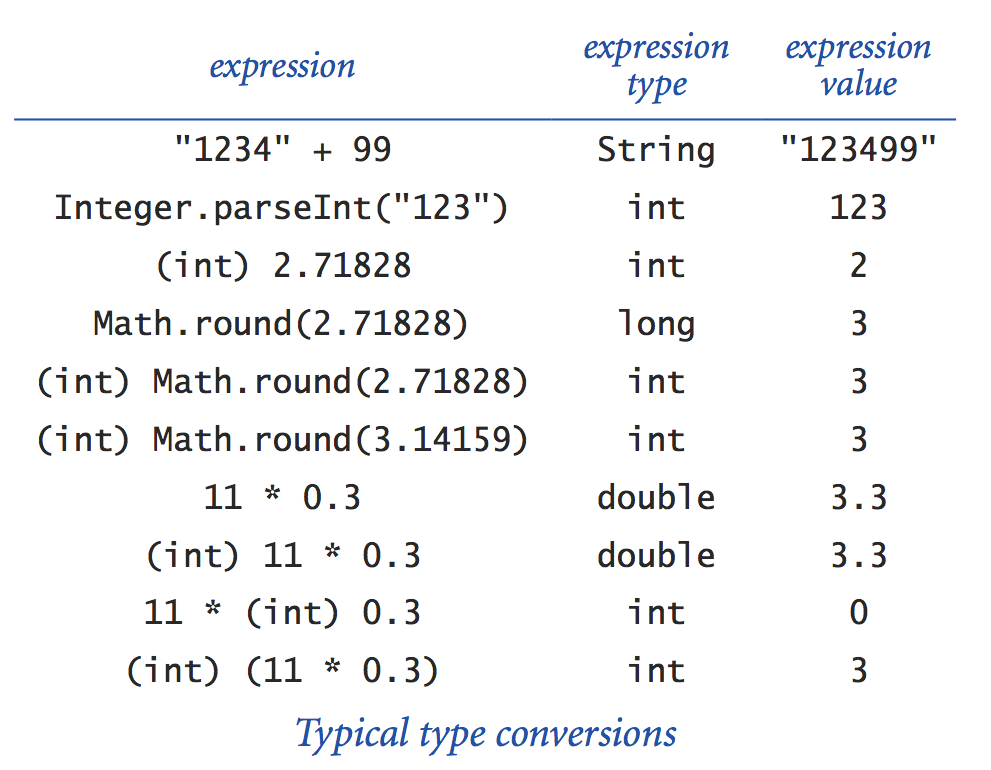 expression expression type expression value
"1234" + 99 String "123499"
Integer.parseInt("123") int 123
(int) 2.71828 int 2
Math.round(2.71828) long 3
(int) Math.round(2.71828) int 3
(int) Math.round(3.14159) int 3
11 * 0.3 double 3.3
(int) 11 * 0.3 double 3.3
11 * (int) 0.3 int 0
(int) (11 * 0.3) int 3
Typical type conversions